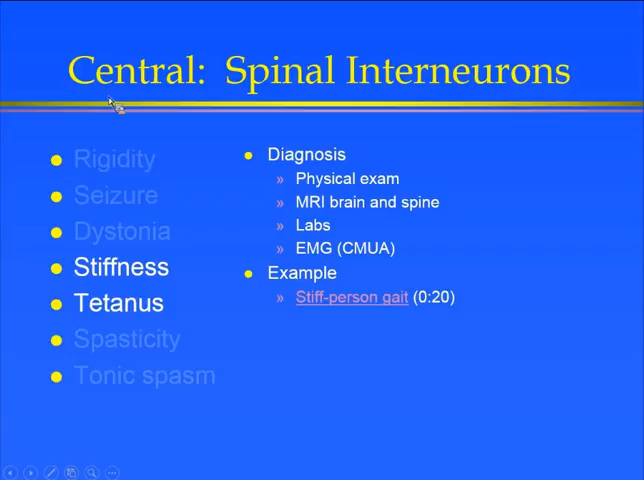 Central: Spinal Interneurons
Rigidity
Seizure
Dystonia
Stiffness
Tetanus
Spasticity
Tonic spasm
Diagnosis
» Physical exam
» MRI brain and spine
» Labs
» EMG (CMUA)
Example
» Stiff-person gait (0:20)